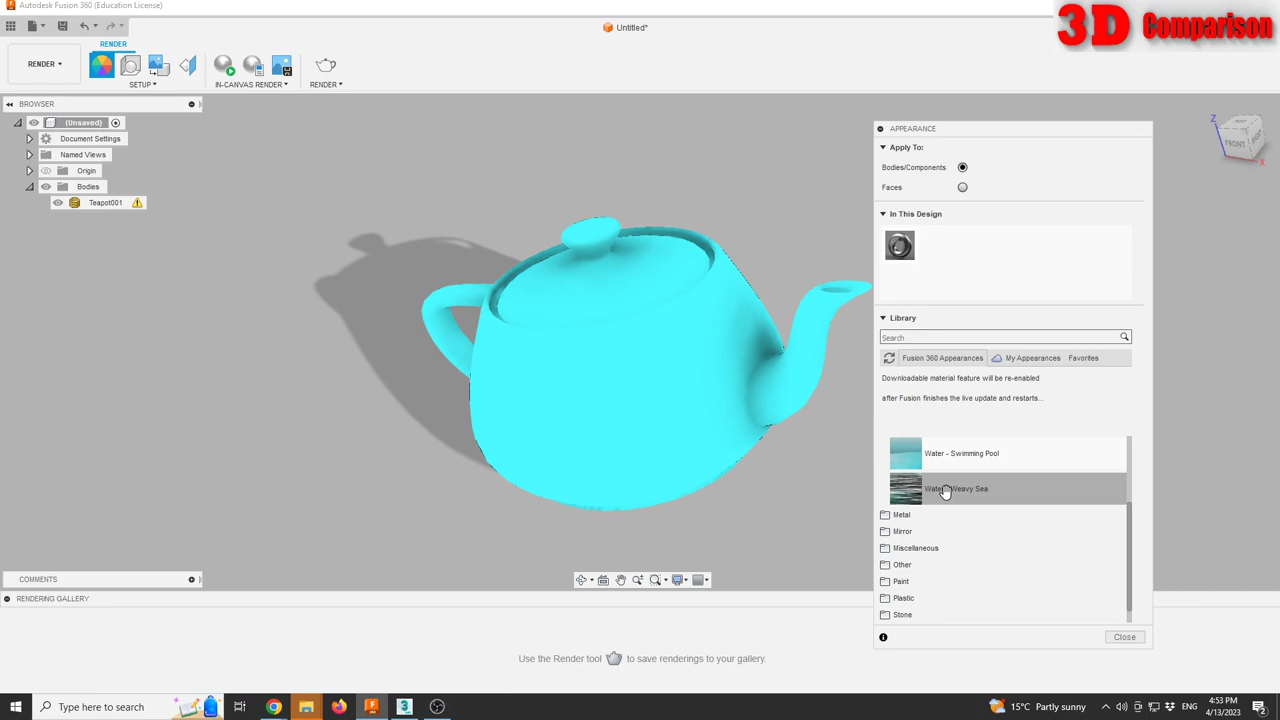 Autodesk Fusion 360 (Education License)
3D Comparison
Untitled*
RENDER
RENDER
SETUP
IN-CANVAS RENDER
RENDER
BROWSER
(Unsaved)
Document Settings
Named Views
Origin
Bodies
Teapot001
APPEARANCE
Apply To:
Bodies/Components
Faces
In This Design
Library
Search
Fusion 360 Appearances
My Appearances
Favorites
Downloadable material feature will be re-enabled
after Fusion finishes the live update and restarts...
Water - Swimming Pool
Weavy Sea
Metal
Mirror
Miscellaneous
Other
Paint
Plastic
Stone
Close
Z
FRONT
X
COMMENTS
RENDERING GALLERY
Use the Render tool to save renderings to your gallery.
Type here to search
15°C Partly sunny
ENG
4:53 PM
4/13/2023
2